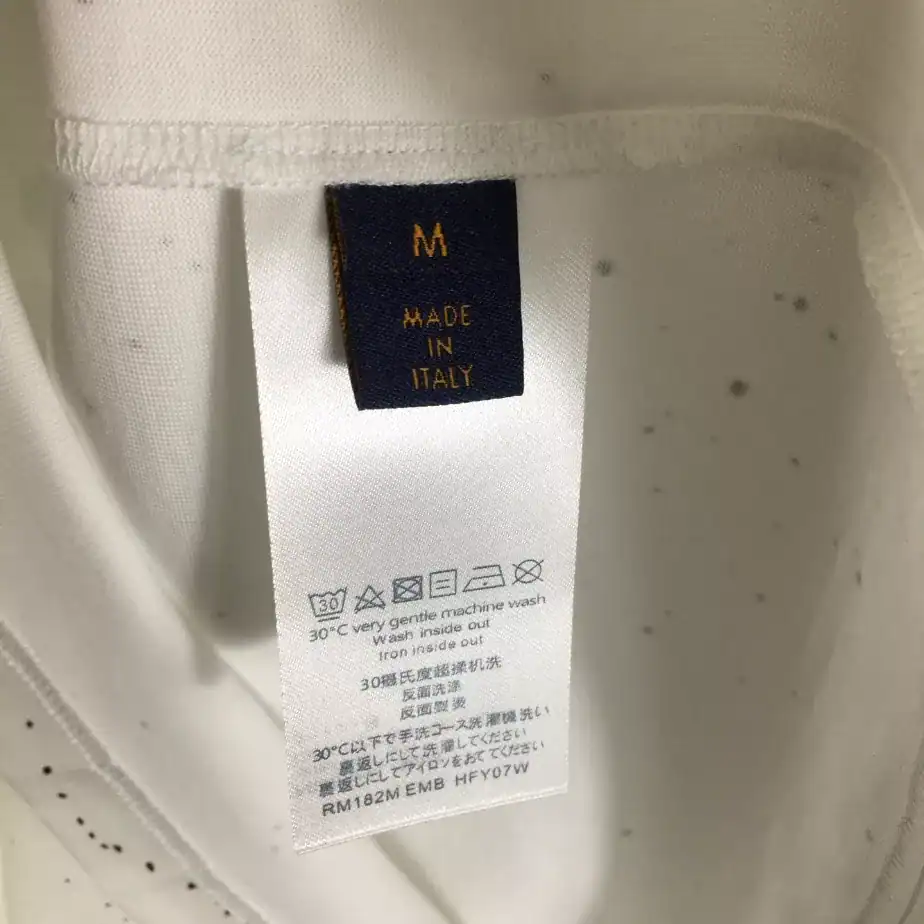 M
MADE
IN
ITALY
30
30°C very gentle machine wash
Wash inside out
Iron inside out
30摄氏度超揉机洗
反面洗涤
反面製烫
30°C以下で手洗コース洗濯機洗い
裏返しにして洗濯してください
裏返しにしてアイロンをおてください
RM182M EMB HFY07W